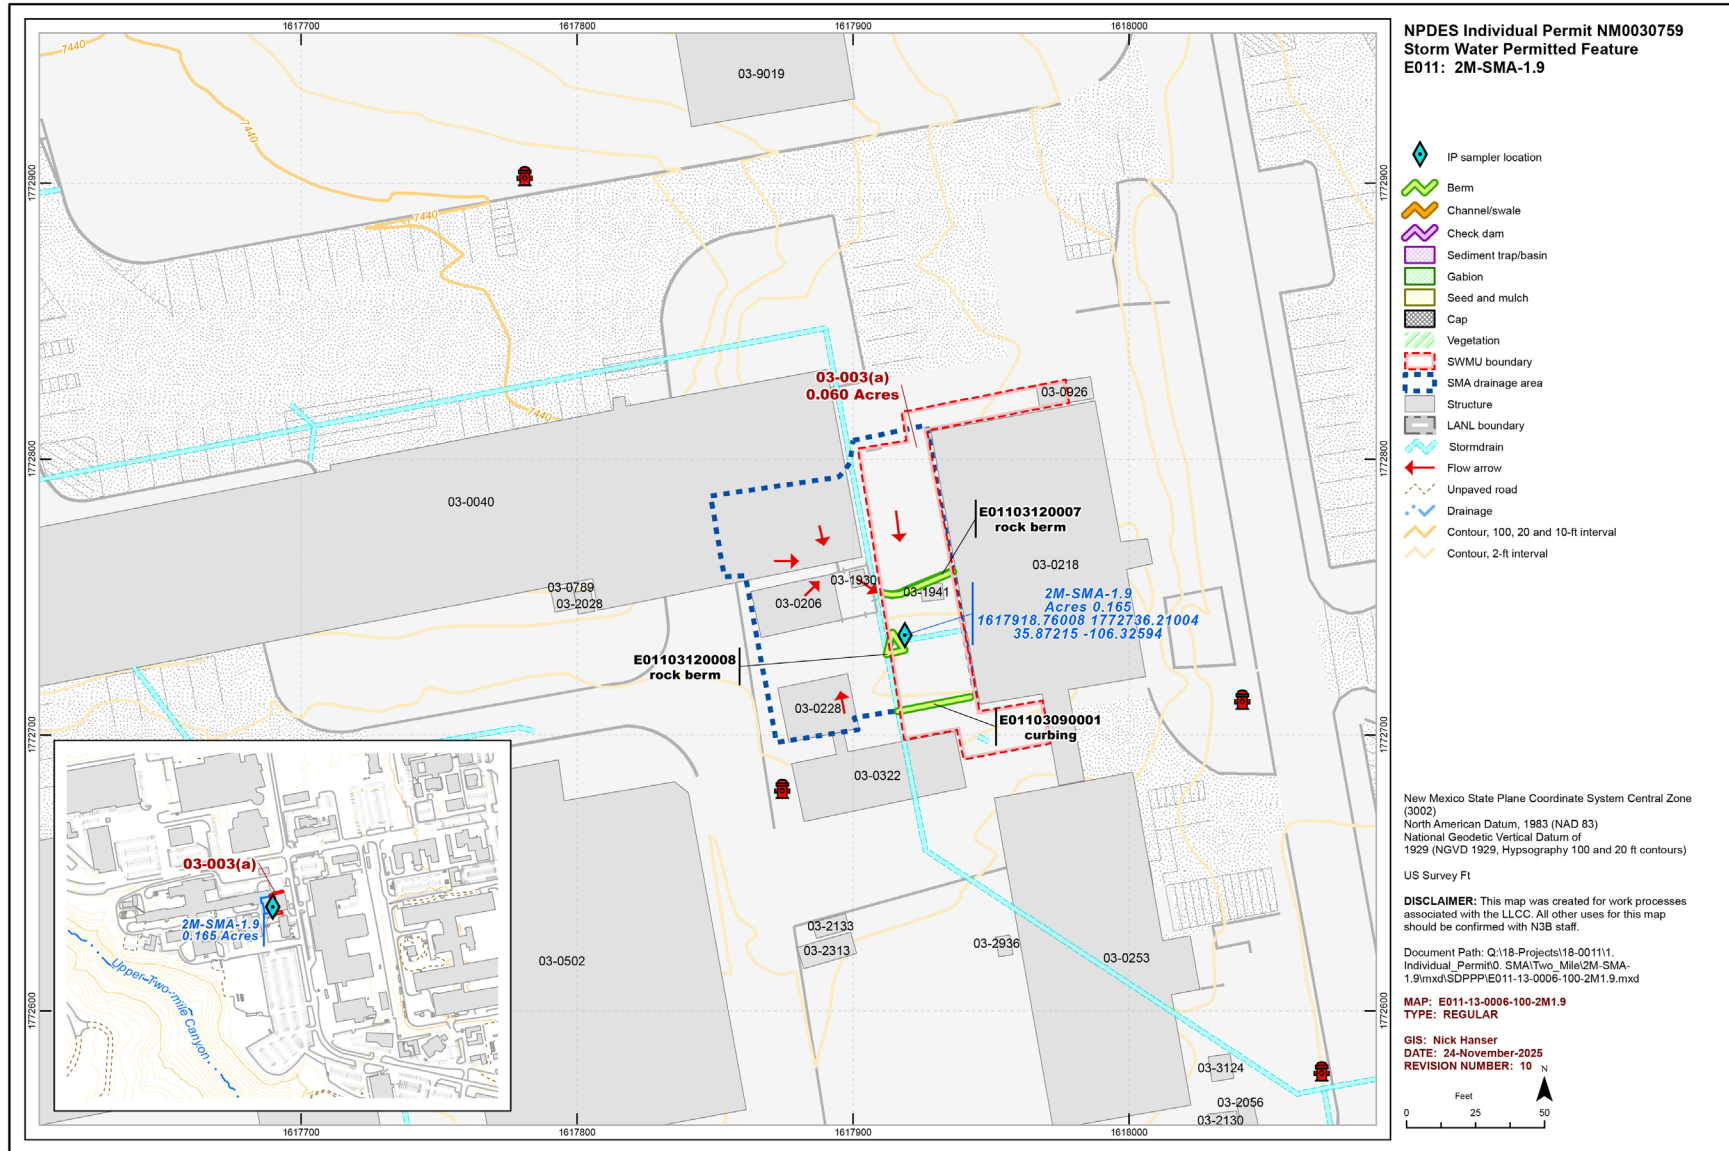 NPDES Individual Permit NM0030759
Storm Water Permitted Feature
E011: 2M-SMA-1.9
1617700
1617800
1617900
1618000
7440
7440
7440
7440
03-9019
1772900
1772900
03-003(a)
0.060 Acres
03-0926
1772800
1772800
03-0040
E01103120007
rock berm
03-0218
03-0789
03-2028
03-1930
03-0206
03-1941
2M-SMA-1.9
Acres 0.165
1617918.76008 1772736.21004
35.87215 -106.32594
E01103120008
rock berm
03-0228
E01103090001
curbing
1772700
1772700
03-0322
03-003(a)
2M-SMA-1.9
0.165 Acres
Upper-Two-mile Canyon
03-2133
03-2313
03-0502
03-2936
03-0253
1772600
1772600
03-3124
03-2056
03-2130
1617700
1617800
1617900
1618000
IP sampler location
Berm
Channel/swale
Check dam
Sediment trap/basin
Gabion
Seed and mulch
Cap
Vegetation
SWMU boundary
SMA drainage area
Structure
LANL boundary
Stormdrain
Flow arrow
Unpaved road
Drainage
Contour, 100, 20 and 10-ft interval
Contour, 2-ft interval
New Mexico State Plane Coordinate System Central Zone
(3002)
North American Datum, 1983 (NAD 83)
National Geodetic Vertical Datum of
1929 (NGVD 1929, Hypsography 100 and 20 ft contours)
US Survey Ft
DISCLAIMER: This map was created for work processes
associated with the LLCC. All other uses for this map
should be confirmed with N3B staff.
Document Path: Q:\18-Projects\18-0011\1.
Individual_Permit\0. SMA\Two_Mile\2M-SMA-
1.9\mxd\SDPPP\E011-13-0006-100-2M1.9.mxd
MAP: E011-13-0006-100-2M1.9
TYPE: REGULAR
GIS: Nick Hanser
DATE: 24-November-2025
REVISION NUMBER: 10
N
Feet
0 25 50